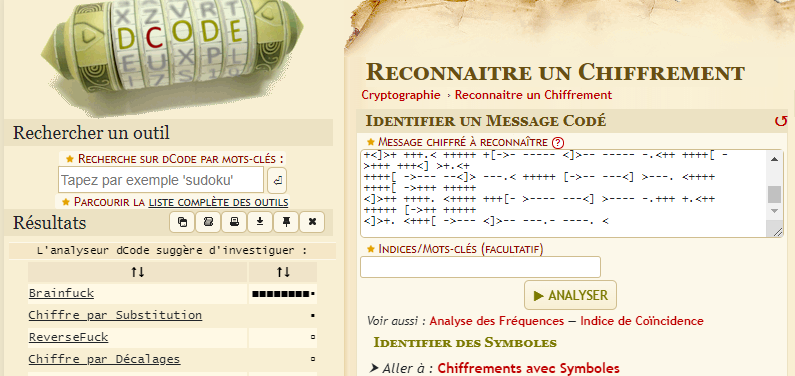 DCODE
Rechercher un outil
★ Recherche sur dCode par mots-clés :
Tapez par exemple 'sudoku'
★ Parcourir la liste complète des outils
Résultats
L'analyseur dCode suggère d'investiguer :
↑↓ ↑↓
Brainfuck
Chiffre par Substitution
ReverseFuck
Chiffre par Décalages
Reconnaitre un Chiffrement
Cryptographie › Reconnaitre un Chiffrement
Identifier un Message Codé
★ Message chiffré à reconnaître ?
+<]>+ +++.< +++++ +[->- ----- <]>-- ----- -.<++ ++++[ -
>+++ +++<] >+.<+
++++[ ->--- --<]> ---.< +++++ [->-- ---<] >---. <++++
++++[ ->+++ +++++
<]>++ ++++. <++++ +++[- >---- ---<] >---- -.+++ +.<++
+++++ [->++ +++++
<]>+. <+++[ ->--- <]>-- ---.- ----. <
★ Indices/Mots-clés (facultatif)
▶ ANALYSER
Voir aussi : Analyse des Fréquences — Indice de Coïncidence
Identifier des Symboles
➤ Aller à : Chiffrements avec Symboles